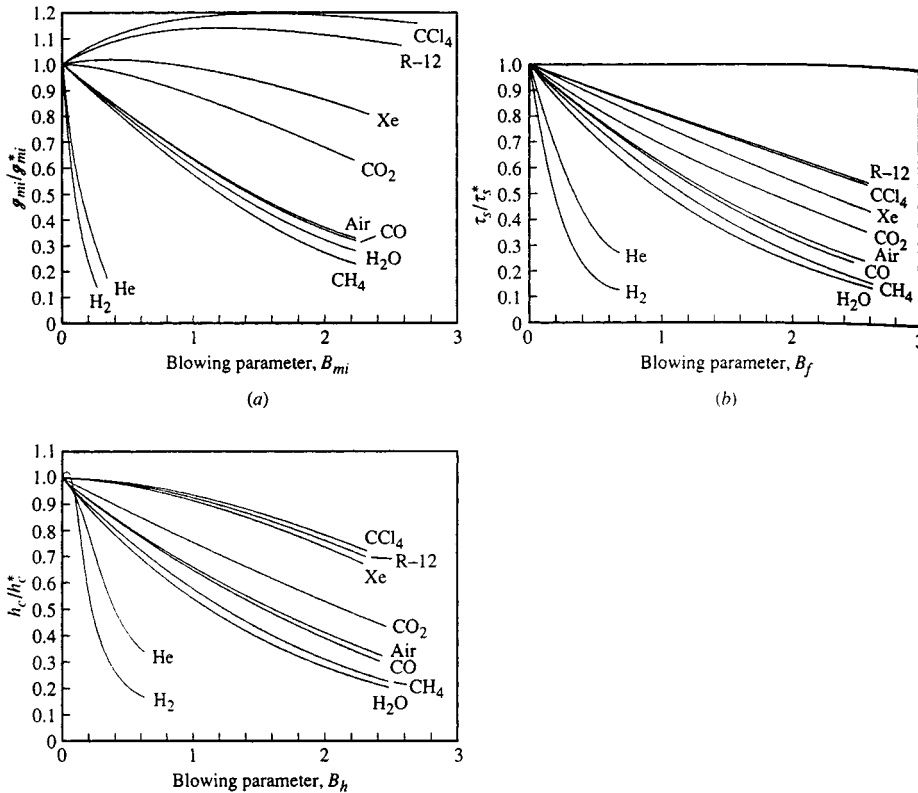 1.2
1.1
1.0
0.9
0.8
0.7
0.6
0.5
0.4
0.3
0.2
0.1
0
g_mi/g*_mi
CCl4
R–12
Xe
CO2
Air
CO
H2O
CH4
He
H2
0 1 2 3
Blowing parameter, B_mi
(a)
1.0
0.9
0.8
0.7
0.6
0.5
0.4
0.3
0.2
0.1
0
τ_s/τ*_s
R–12
CCl4
Xe
CO2
Air
CO
CH4
H2O
He
H2
0 1 2 3
Blowing parameter, B_f
(b)
1.1
1.0
0.9
0.8
0.7
0.6
0.5
0.4
0.3
0.2
0.1
0
h_c/h*_c
CCl4
R–12
Xe
CO2
Air
CO
CH4
H2O
He
H2
0 1 2 3
Blowing parameter, B_h